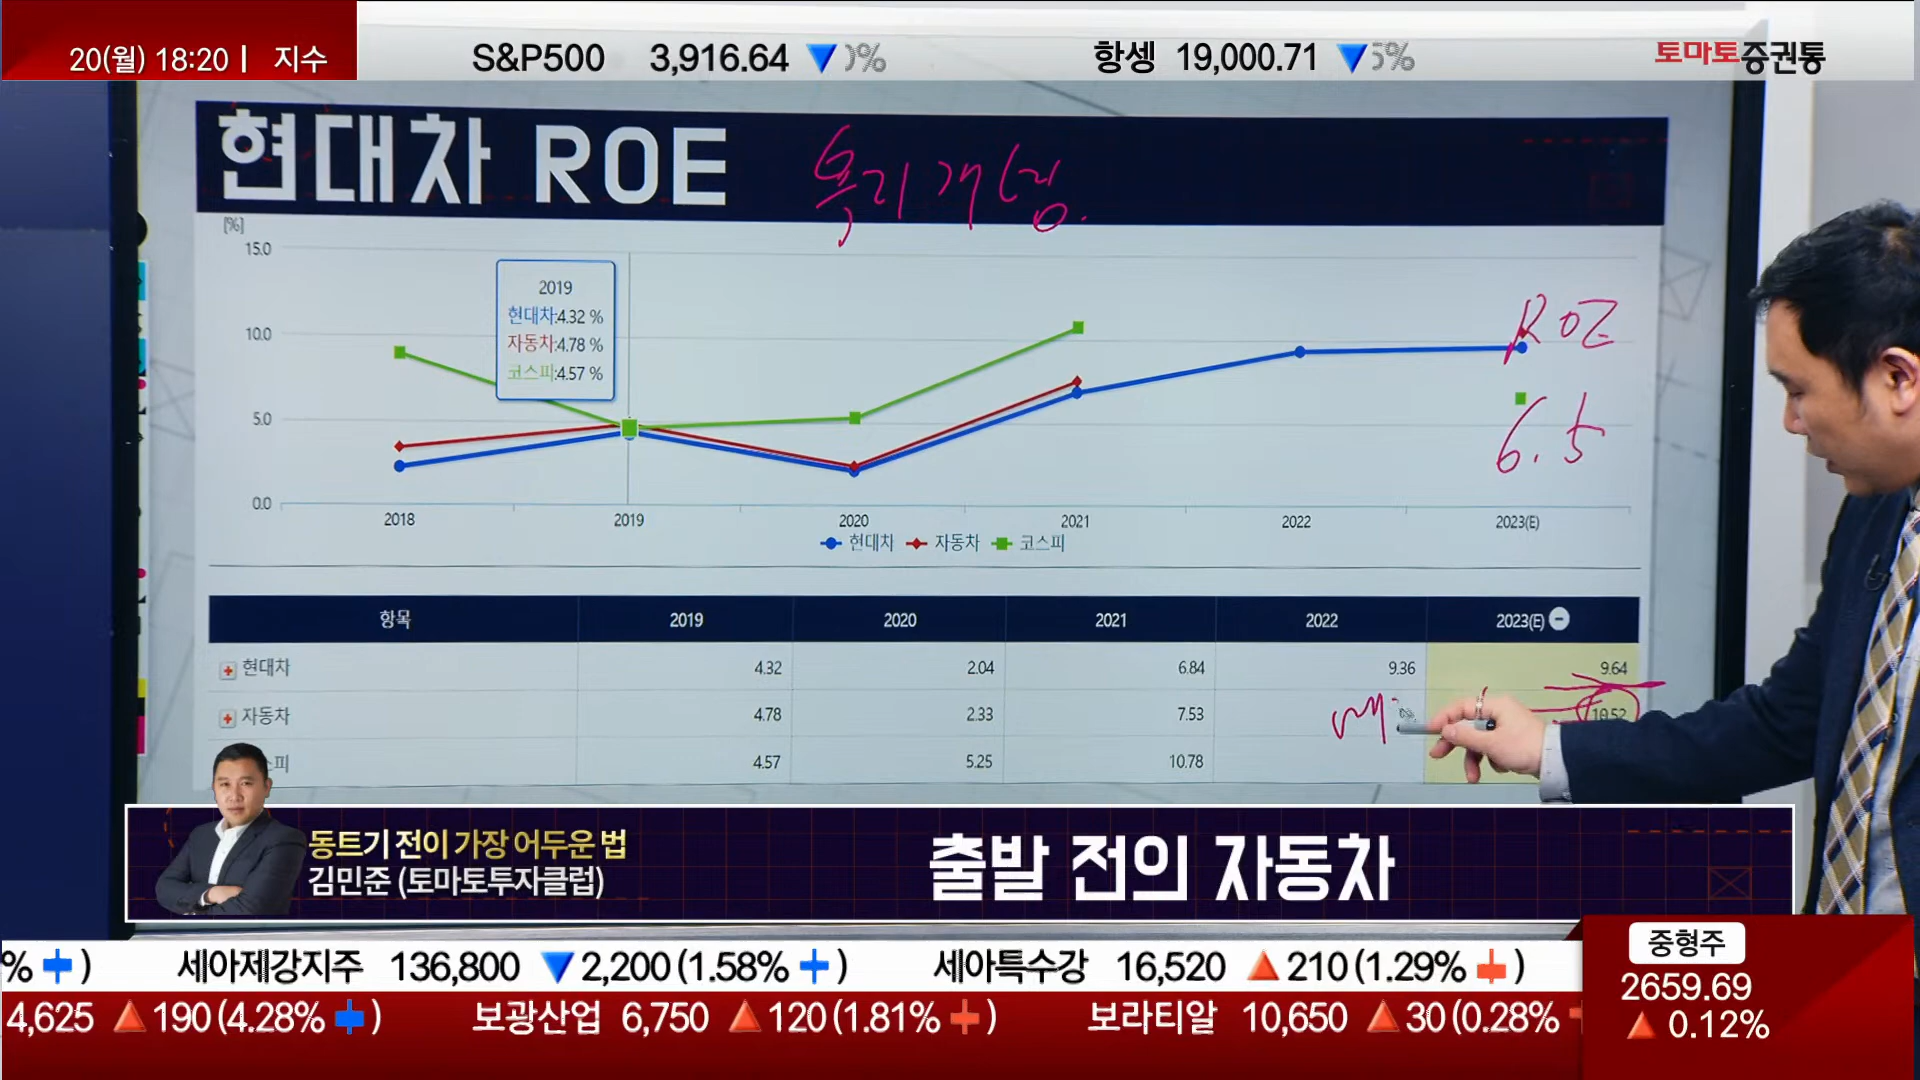 20(월) 18:20 | 지수
S&P500 3,916.64 ▼
항셍 19,000.71 ▼
토마토증권통
현대차 ROE
복리개념.
[%]
15.0
10.0
5.0
0.0
2019
현대차:4.32 %
자동차:4.78 %
코스피:4.57 %
ROE
6.5
2018 2019 2020 2021 2022 2023(E)
현대차 자동차 코스피
항목 2019 2020 2021 2022 2023(E)
현대차 4.32 2.04 6.84 9.36 9.64
자동차 4.78 2.33 7.53 10.52
스피 4.57 5.25 10.78
동트기 전이 가장 어두운 법
김민준 (토마토투자클럽)
출발 전의 자동차
% + ) 세아제강지주 136,800 ▼2,200 (1.58% + ) 세아특수강 16,520 ▲210 (1.29% + )
4,625 ▲190 (4.28% + ) 보광산업 6,750 ▲120 (1.81% + ) 보라티알 10,650 ▲30 (0.28%
중형주
2659.69
▲ 0.12%